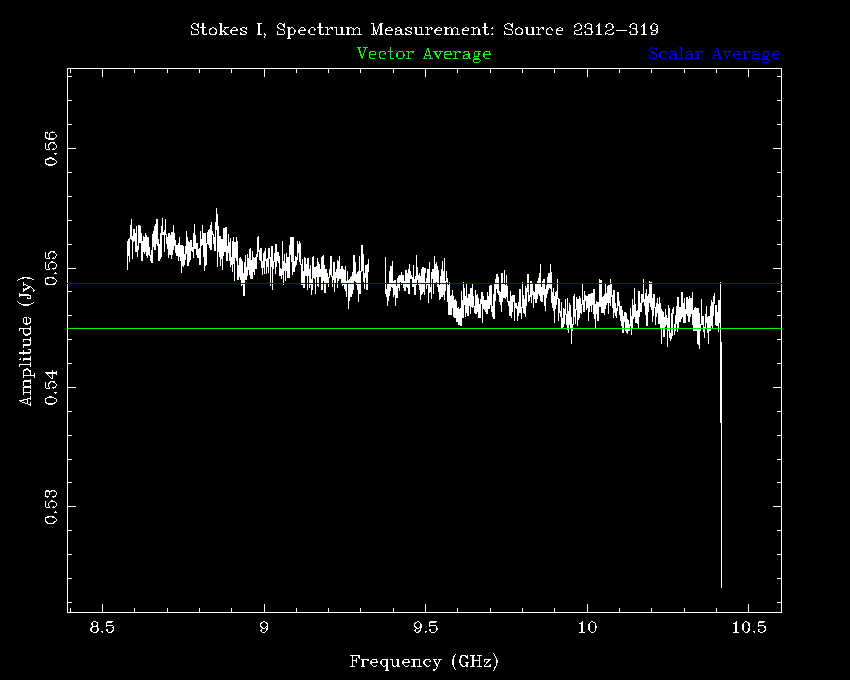 Stokes I, Spectrum Measurement: Source 2312-319
Vector Average
Scalar Average
0.56
0.55
0.54
0.53
Amplitude (Jy)
8.5
9
9.5
10
10.5
Frequency (GHz)